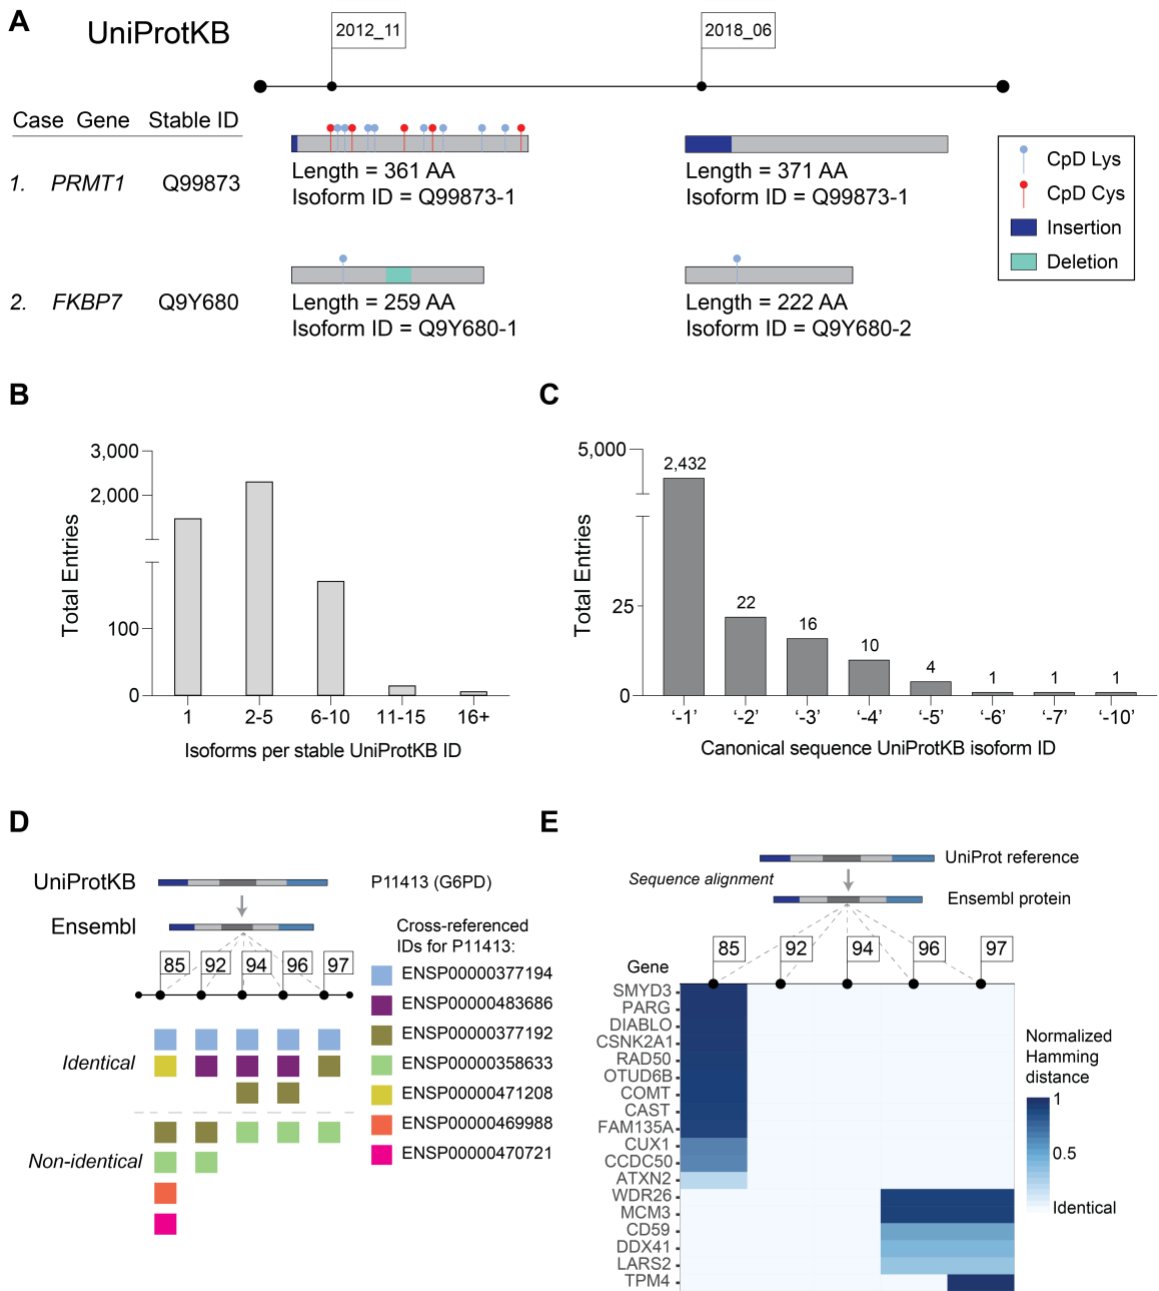 A
UniProtKB
2012_11
2018_06
Case Gene Stable ID
1. PRMT1 Q99873
Length = 361 AA
Isoform ID = Q99873-1
Length = 371 AA
Isoform ID = Q99873-1
2. FKBP7 Q9Y680
Length = 259 AA
Isoform ID = Q9Y680-1
Length = 222 AA
Isoform ID = Q9Y680-2
CpD Lys
CpD Cys
Insertion
Deletion
B
Total Entries
3,000
2,000
100
0
1 2-5 6-10 11-15 16+
Isoforms per stable UniProtKB ID
C
Total Entries
5,000
25
0
2,432
22
16
10
4
1
1
1
‘-1’ ‘-2’ ‘-3’ ‘-4’ ‘-5’ ‘-6’ ‘-7’ ‘-10’
Canonical sequence UniProtKB isoform ID
D
UniProtKB
P11413 (G6PD)
Ensembl
85 92 94 96 97
Identical
Non-identical
Cross-referenced
IDs for P11413:
ENSP00000377194
ENSP00000483686
ENSP00000377192
ENSP00000358633
ENSP00000471208
ENSP00000469988
ENSP00000470721
E
UniProt reference
Sequence alignment
Ensembl protein
85 92 94 96 97
Gene
SMYD3
PARG
DIABLO
CSNK2A1
RAD50
OTUD6B
COMT
CAST
FAM135A
CUX1
CCDC50
ATXN2
WDR26
MCM3
CD59
DDX41
LARS2
TPM4
Normalized
Hamming
distance
1
0.5
Identical